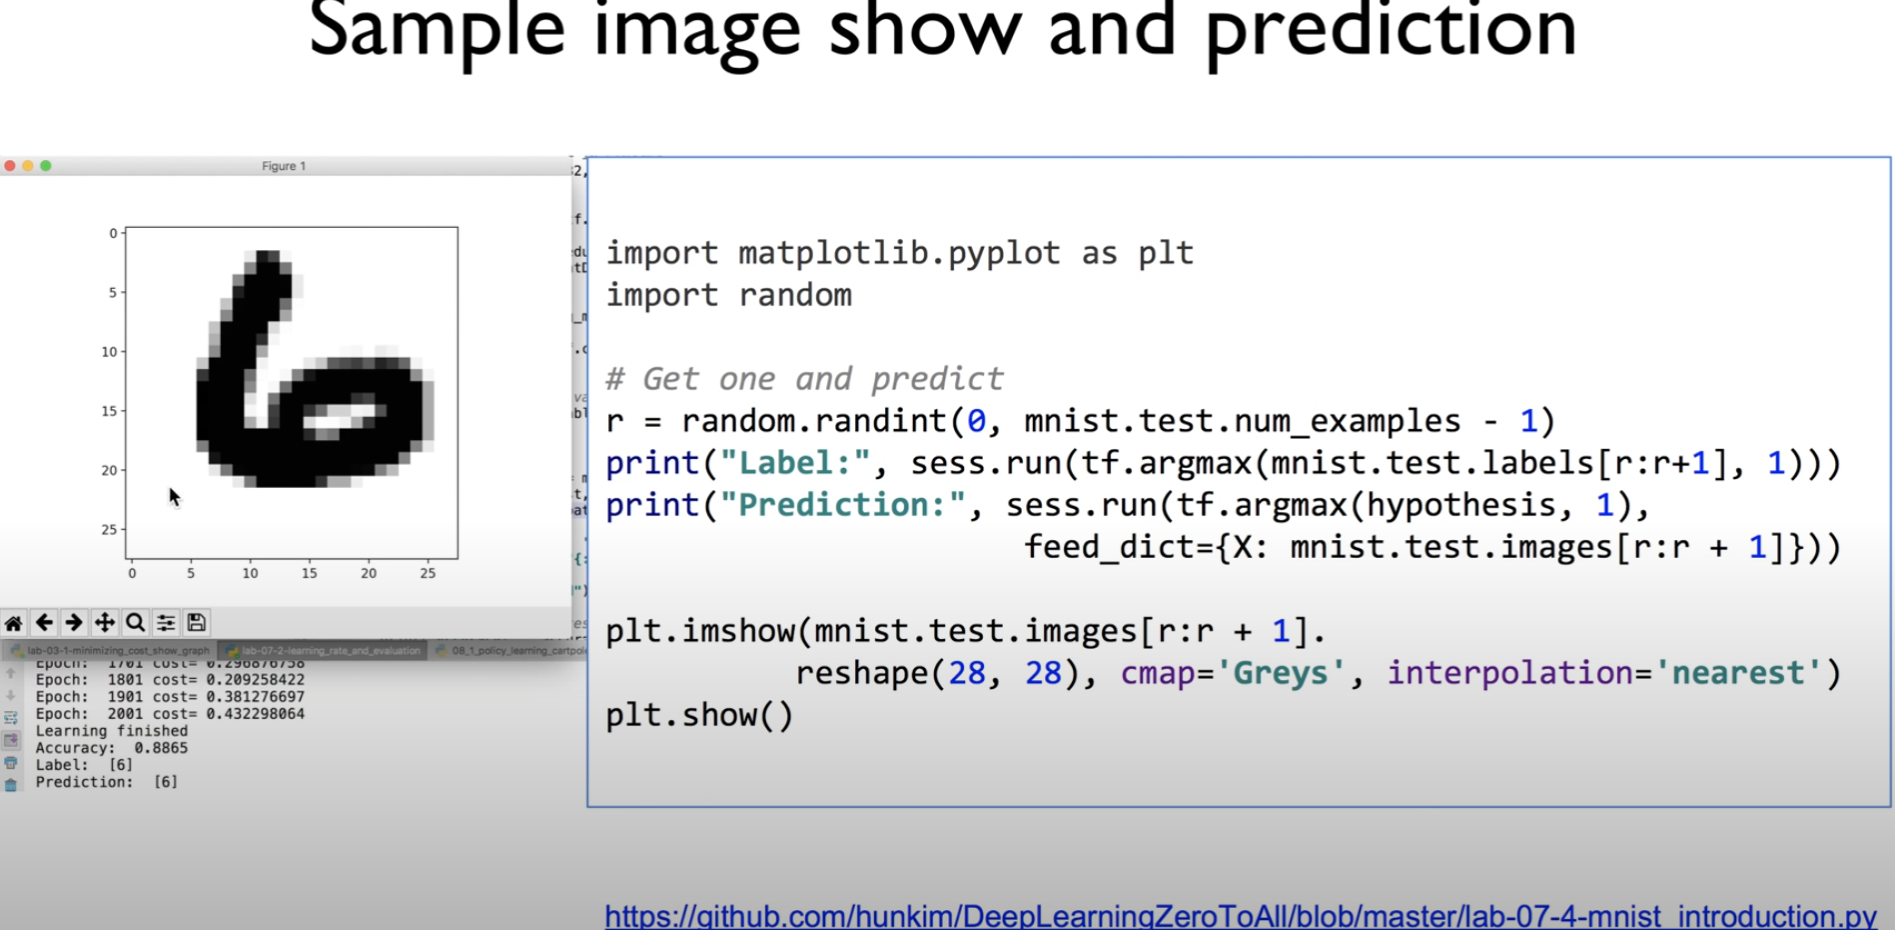 Sample image show and prediction
Figure 1
0
5
10
15
20
25
0 5 10 15 20 25
lab-03-1-minimizing_cost_show_graph
lab-07-2-learning_rate_and_evaluation
08_1_policy_learning_cartpole
Epoch: 1701 cost= 0.296876758
Epoch: 1801 cost= 0.209258422
Epoch: 1901 cost= 0.381276697
Epoch: 2001 cost= 0.432298064
Learning finished
Accuracy: 0.8865
Label: [6]
Prediction: [6]
import matplotlib.pyplot as plt
import random
# Get one and predict
r = random.randint(0, mnist.test.num_examples - 1)
print("Label:", sess.run(tf.argmax(mnist.test.labels[r:r+1], 1)))
print("Prediction:", sess.run(tf.argmax(hypothesis, 1),
feed_dict={X: mnist.test.images[r:r + 1]}))
plt.imshow(mnist.test.images[r:r + 1].
reshape(28, 28), cmap='Greys', interpolation='nearest')
plt.show()
https://github.com/hunkim/DeepLearningZeroToAll/blob/master/lab-07-4-mnist_introduction.py